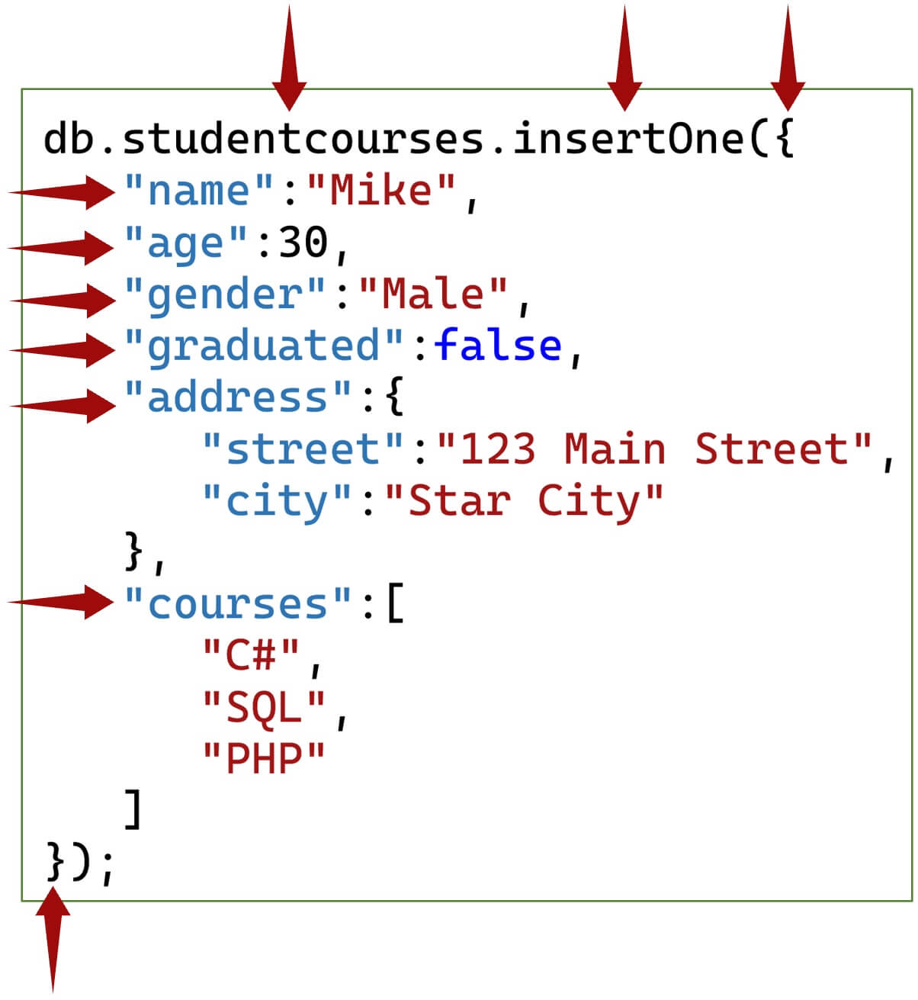 db.studentcourses.insertOne({
"name":"Mike",
"age":30,
"gender":"Male",
"graduated":false,
"address":{
"street":"123 Main Street",
"city":"Star City"
},
"courses":[
"C#",
"SQL",
"PHP"
]
});